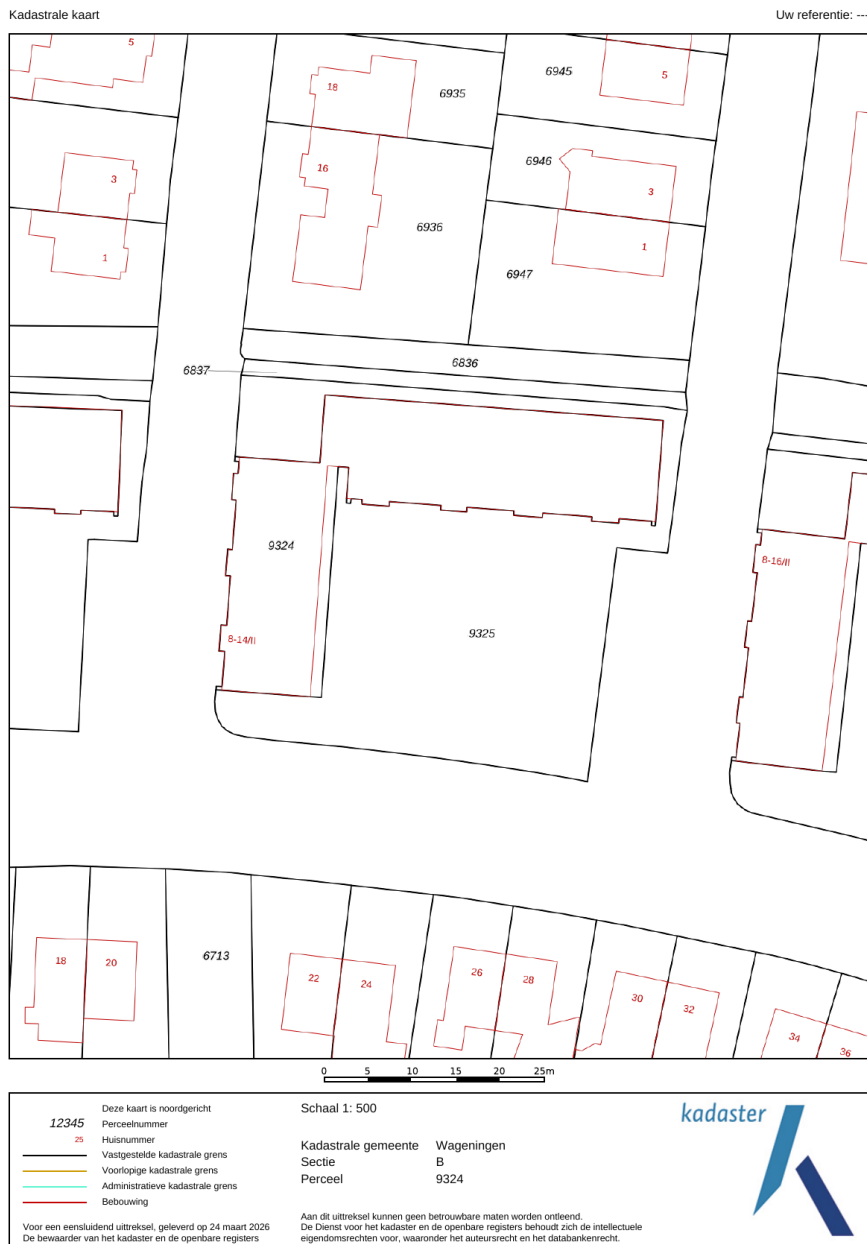 Kadastrale kaart
Uw referentie: ---
5
18
6935
6945
5
3
16
6946
3
1
6936
1
6947
6837
6836
9324
8-16/II
8-14/II
9325
18
20
6713
22
24
26
28
30
32
34
36
0 5 10 15 20 25m
Deze kaart is noordgericht
12345 Perceelnummer
25 Huisnummer
Vastgestelde kadastrale grens
Voorlopige kadastrale grens
Administratieve kadastrale grens
Bebouwing
Voor een eensluidend uittreksel, geleverd op 24 maart 2026
De bewaarder van het kadaster en de openbare registers
Schaal 1: 500
Kadastrale gemeente Wageningen
Sectie B
Perceel 9324
Aan dit uittreksel kunnen geen betrouwbare maten worden ontleend.
De Dienst voor het kadaster en de openbare registers behoudt zich de intellectuele
eigendomsrechten voor, waaronder het auteursrecht en het databankenrecht.
kadaster